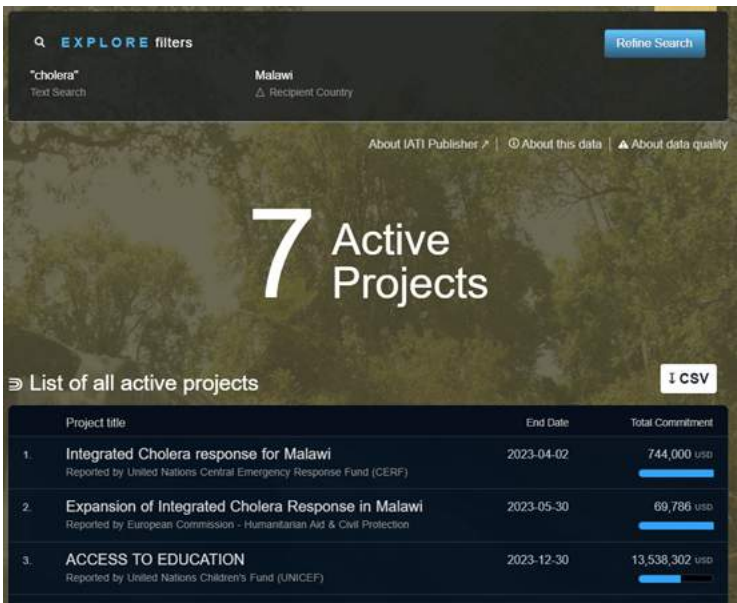 EXPLORE filters
Refine Search
"cholera"
Malawi
Text Search
Recipient Country
About IATI Publisher ↗ | About this data | About data quality
7 Active
Projects
List of all active projects
CSV
Project title End Date Total Commitment
1. Integrated Cholera response for Malawi 2023-04-02 744,000 USD
Reported by United Nations Central Emergency Response Fund (CERF)
2. Expansion of Integrated Cholera Response in Malawi 2023-05-30 69,786 USD
Reported by European Commission - Humanitarian Aid & Civil Protection
3. ACCESS TO EDUCATION 2023-12-30 13,538,302 USD
Reported by United Nations Children's Fund (UNICEF)